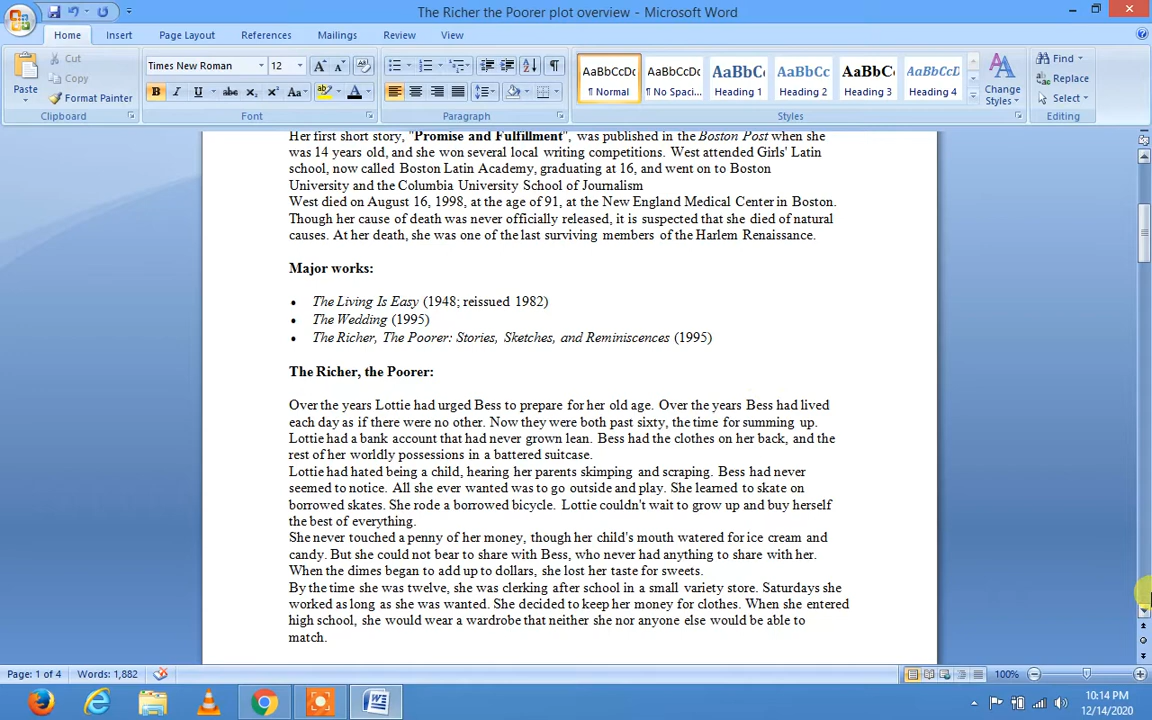 The Richer the Poorer plot overview - Microsoft Word
Home Insert Page Layout References Mailings Review View
Paste
Cut
Copy
Format Painter
Clipboard
Times New Roman 12
B I U abc X₂ X² Aa
Font
Paragraph
AaBbCcDc AaBbCcDc AaBbC AaBbCc AaBbCc AaBbCcD
¶ Normal ¶ No Spaci... Heading 1 Heading 2 Heading 3 Heading 4
Change
Styles
Styles
Find
Replace
Select
Editing
Her first short story, "Promise and Fulfillment", was published in the Boston Post when she
was 14 years old, and she won several local writing competitions. West attended Girls' Latin
school, now called Boston Latin Academy, graduating at 16, and went on to Boston
University and the Columbia University School of Journalism
West died on August 16, 1998, at the age of 91, at the New England Medical Center in Boston.
Though her cause of death was never officially released, it is suspected that she died of natural
causes. At her death, she was one of the last surviving members of the Harlem Renaissance.
Major works:
• The Living Is Easy (1948; reissued 1982)
• The Wedding (1995)
• The Richer, The Poorer: Stories, Sketches, and Reminiscences (1995)
The Richer, the Poorer:
Over the years Lottie had urged Bess to prepare for her old age. Over the years Bess had lived
each day as if there were no other. Now they were both past sixty, the time for summing up.
Lottie had a bank account that had never grown lean. Bess had the clothes on her back, and the
rest of her worldly possessions in a battered suitcase.
Lottie had hated being a child, hearing her parents skimping and scraping. Bess had never
seemed to notice. All she ever wanted was to go outside and play. She learned to skate on
borrowed skates. She rode a borrowed bicycle. Lottie couldn't wait to grow up and buy herself
the best of everything.
She never touched a penny of her money, though her child's mouth watered for ice cream and
candy. But she could not bear to share with Bess, who never had anything to share with her.
When the dimes began to add up to dollars, she lost her taste for sweets.
By the time she was twelve, she was clerking after school in a small variety store. Saturdays she
worked as long as she was wanted. She decided to keep her money for clothes. When she entered
high school, she would wear a wardrobe that neither she nor anyone else would be able to
match.
Page: 1 of 4 Words: 1,882 100%
10:14 PM
12/14/2020